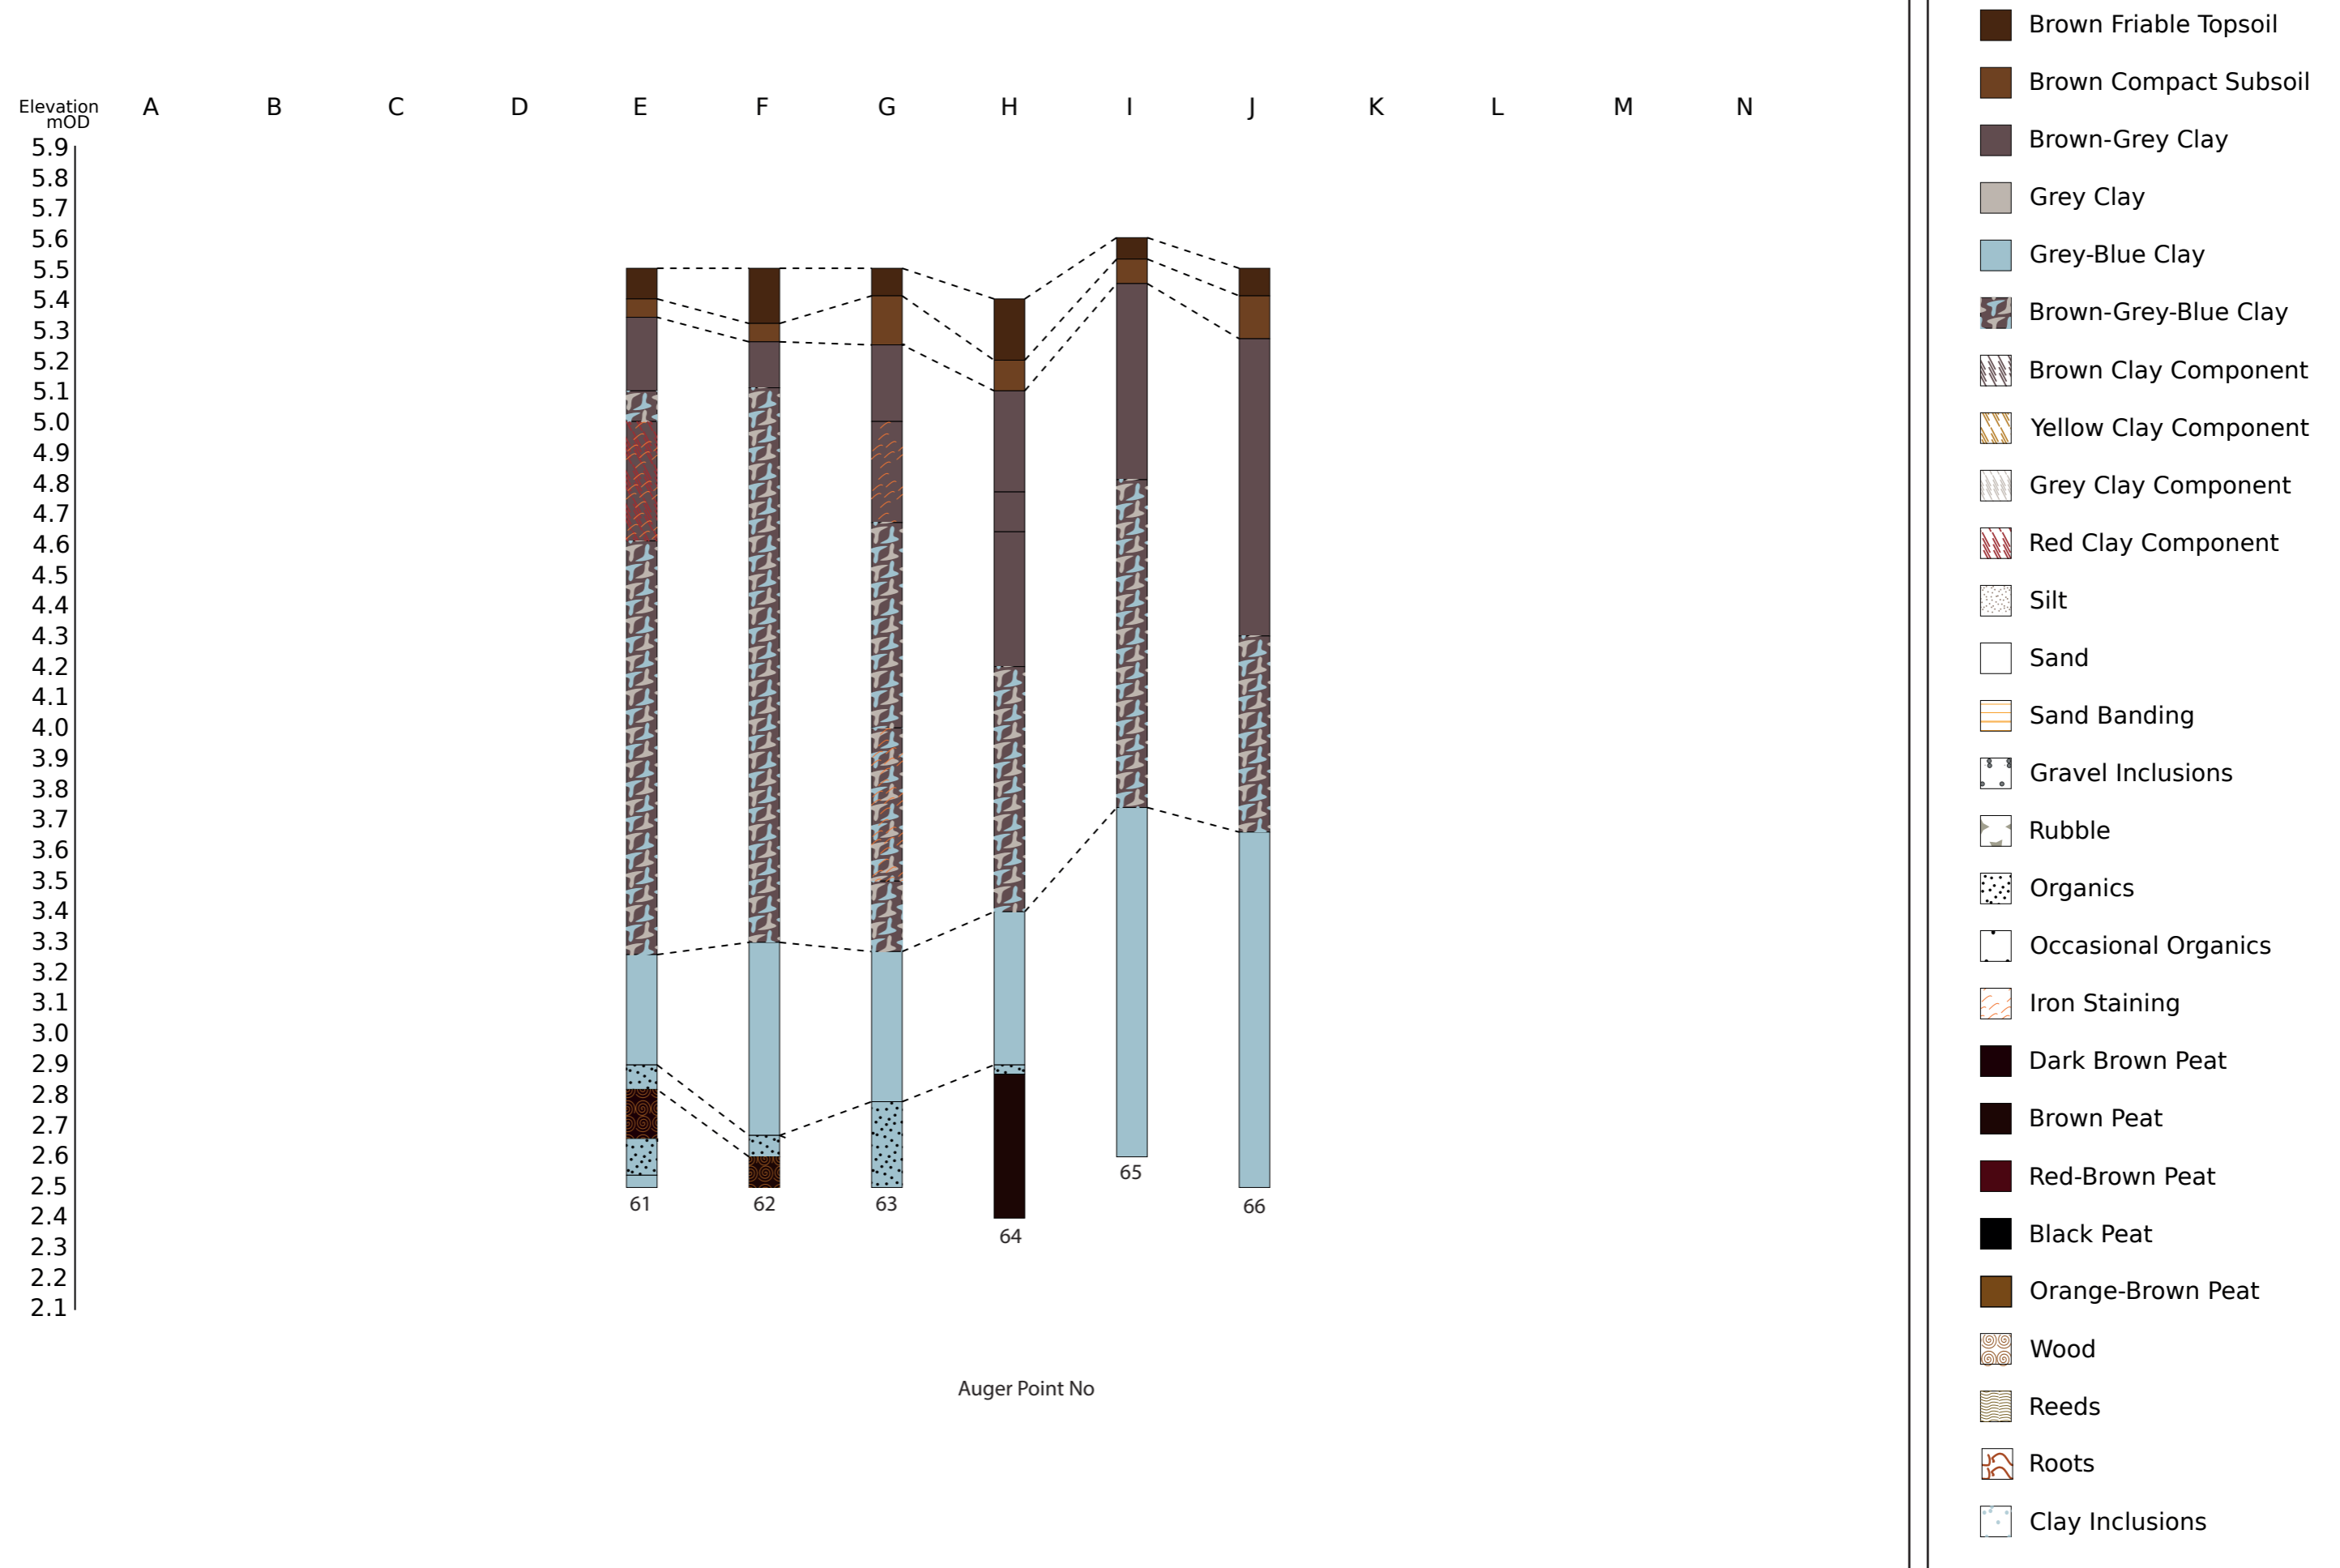 Elevation
mOD
A B C D E F G H I J K L M N
5.9
5.8
5.7
5.6
5.5
5.4
5.3
5.2
5.1
5.0
4.9
4.8
4.7
4.6
4.5
4.4
4.3
4.2
4.1
4.0
3.9
3.8
3.7
3.6
3.5
3.4
3.3
3.2
3.1
3.0
2.9
2.8
2.7
2.6
2.5
2.4
2.3
2.2
2.1
61
62
63
64
65
66
Auger Point No
Brown Friable Topsoil
Brown Compact Subsoil
Brown-Grey Clay
Grey Clay
Grey-Blue Clay
Brown-Grey-Blue Clay
Brown Clay Component
Yellow Clay Component
Grey Clay Component
Red Clay Component
Silt
Sand
Sand Banding
Gravel Inclusions
Rubble
Organics
Occasional Organics
Iron Staining
Dark Brown Peat
Brown Peat
Red-Brown Peat
Black Peat
Orange-Brown Peat
Wood
Reeds
Roots
Clay Inclusions